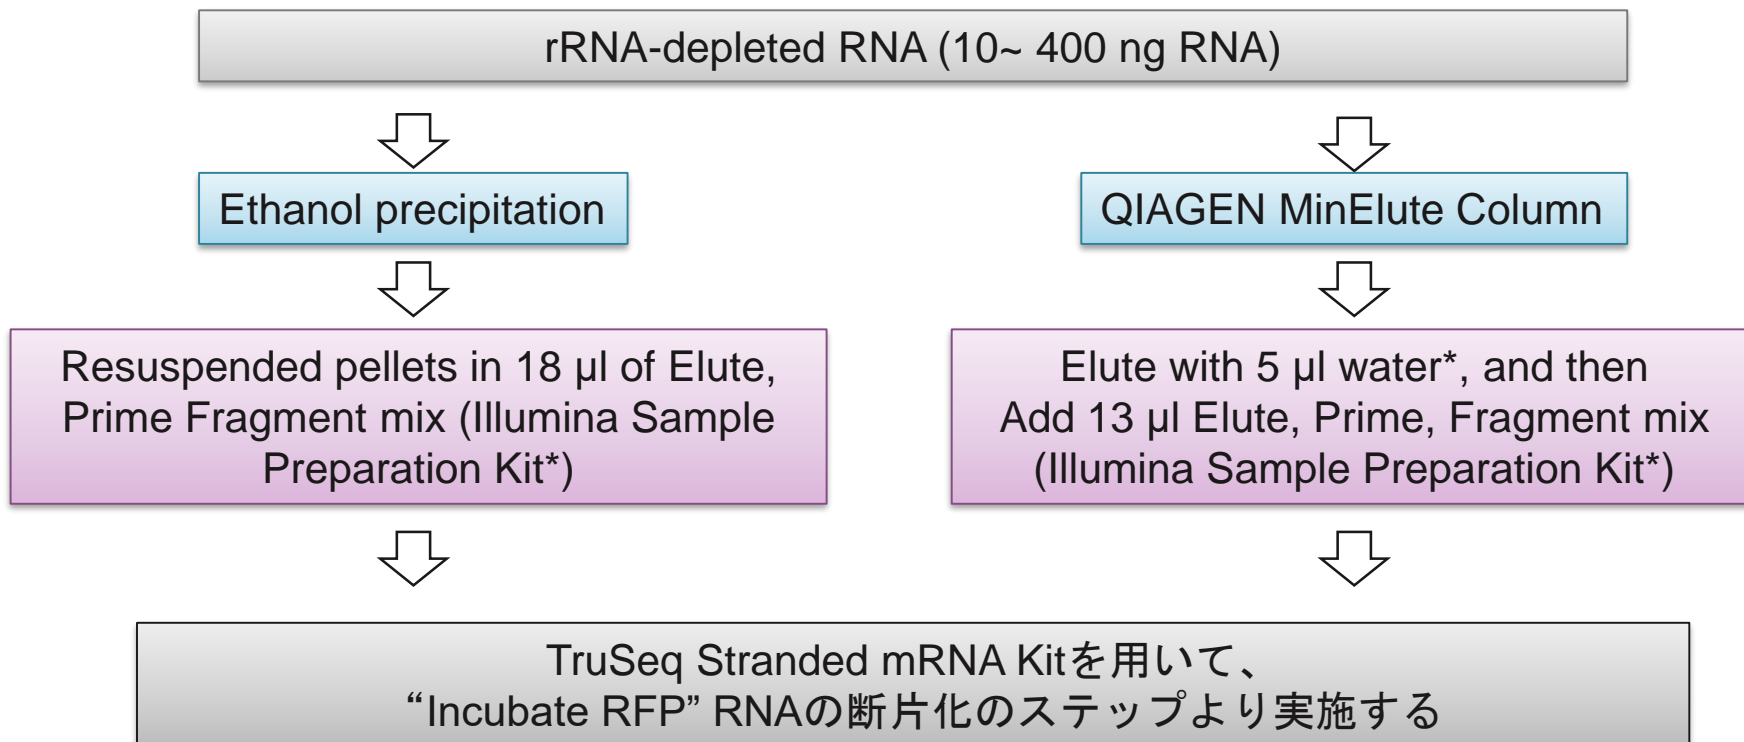 rRNA-depleted RNA (10~ 400 ng RNA)
Ethanol precipitation
QIAGEN MinElute Column
Resuspended pellets in 18 µl of Elute,
Prime Fragment mix (Illumina Sample
Preparation Kit*)
Elute with 5 µl water*, and then
Add 13 µl Elute, Prime, Fragment mix
(Illumina Sample Preparation Kit*)
TruSeq Stranded mRNA Kitを用いて、
“Incubate RFP” RNAの断片化のステップより実施する